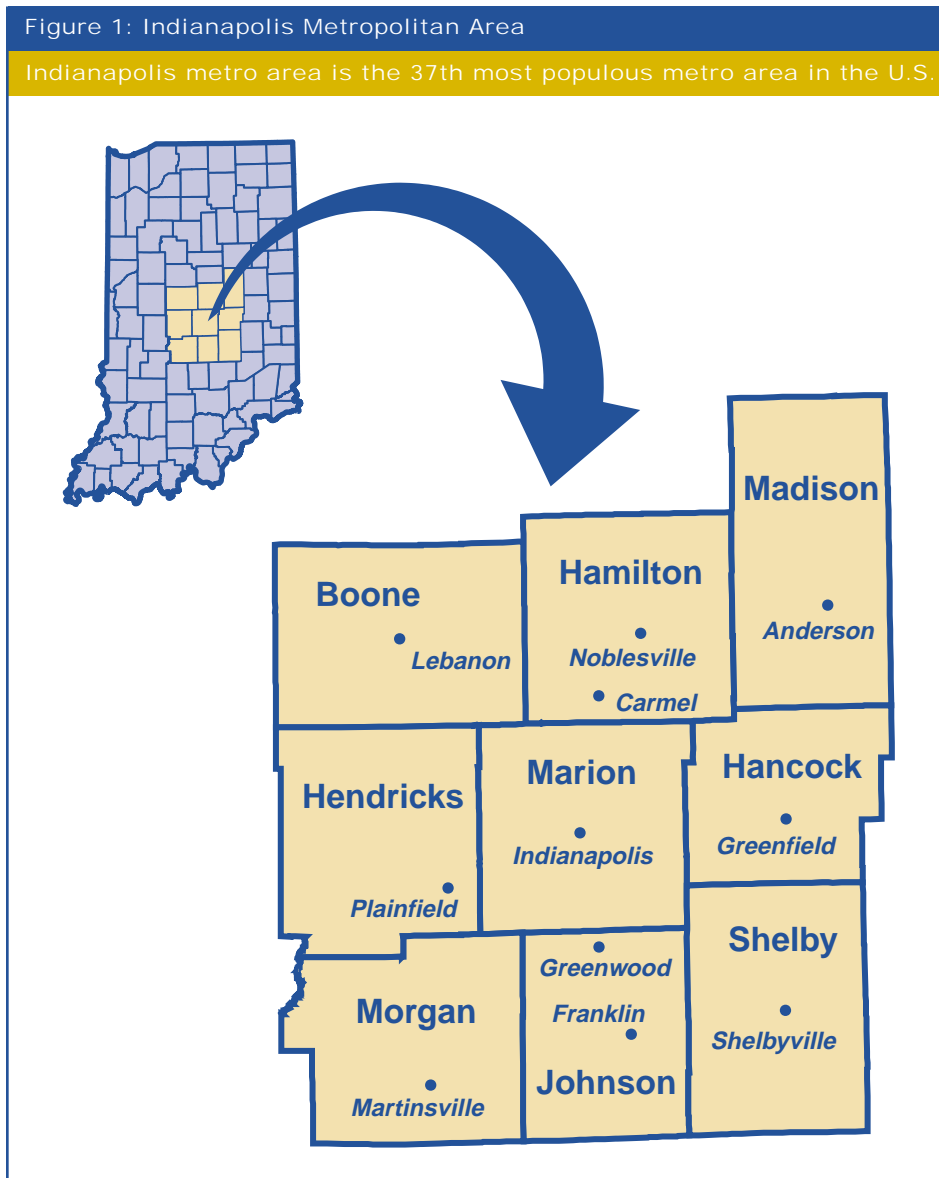 Figure 1: Indianapolis Metropolitan Area
Indianapolis metro area is the 37th most populous metro area in the U.S.
Madison
Anderson
Hamilton
Noblesville
Carmel
Boone
Lebanon
Hendricks
Plainfield
Marion
Indianapolis
Hancock
Greenfield
Shelby
Shelbyville
Greenwood
Franklin
Johnson
Morgan
Martinsville